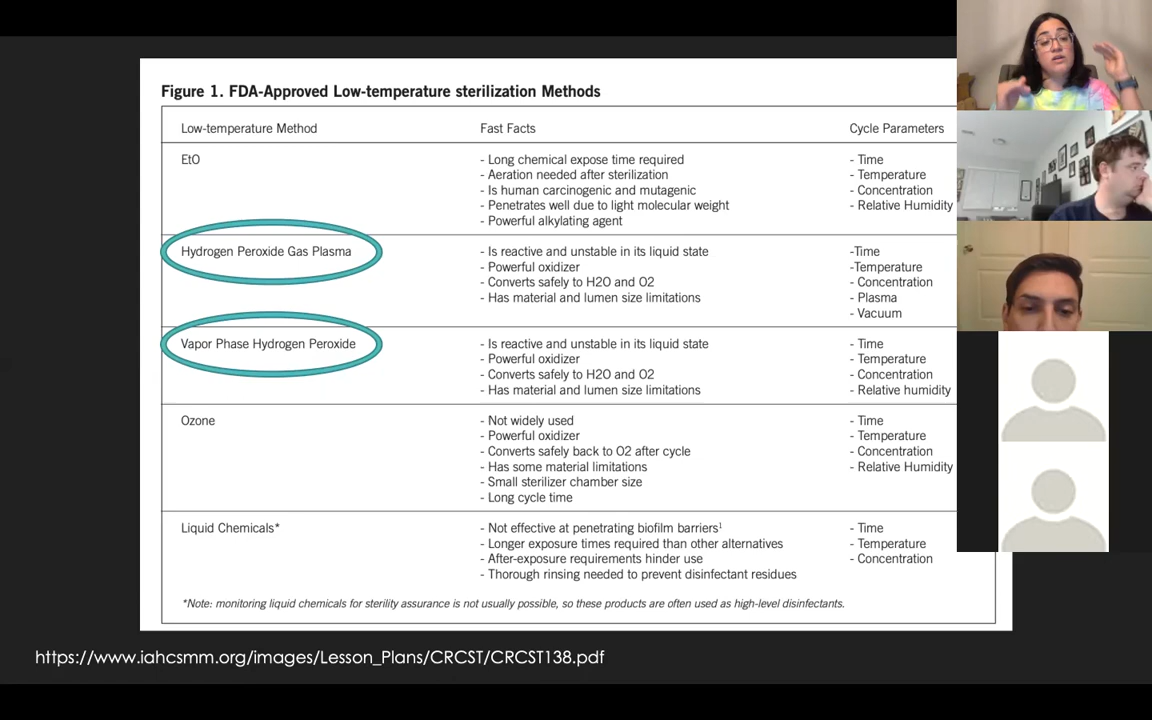 Figure 1. FDA-Approved Low-temperature sterilization Methods
Low-temperature Method Fast Facts Cycle Parameters
EtO - Long chemical expose time required - Time
- Aeration needed after sterilization - Temperature
- Is human carcinogenic and mutagenic - Concentration
- Penetrates well due to light molecular weight - Relative Humidity
- Powerful alkylating agent
Hydrogen Peroxide Gas Plasma - Is reactive and unstable in its liquid state -Time
- Powerful oxidizer -Temperature
- Converts safely to H2O and O2 - Concentration
- Has material and lumen size limitations - Plasma
- Vacuum
Vapor Phase Hydrogen Peroxide - Is reactive and unstable in its liquid state - Time
- Powerful oxidizer - Temperature
- Converts safely to H2O and O2 - Concentration
- Has material and lumen size limitations - Relative humidity
Ozone - Not widely used - Time
- Powerful oxidizer - Temperature
- Converts safely back to O2 after cycle - Concentration
- Has some material limitations - Relative Humidity
- Small sterilizer chamber size
- Long cycle time
Liquid Chemicals* - Not effective at penetrating biofilm barriers¹ - Time
- Longer exposure times required than other alternatives - Temperature
- After-exposure requirements hinder use - Concentration
- Thorough rinsing needed to prevent disinfectant residues
*Note: monitoring liquid chemicals for sterility assurance is not usually possible, so these products are often used as high-level disinfectants.
https://www.iahcsmm.org/images/Lesson_Plans/CRCST/CRCST138.pdf